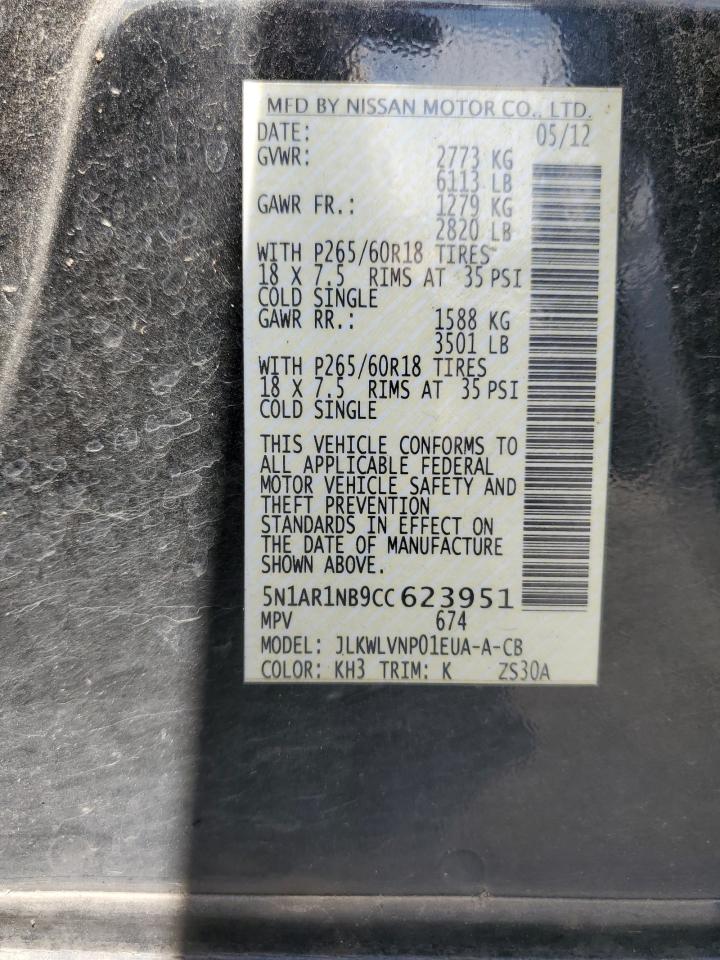 MFD BY NISSAN MOTOR CO., LTD.
DATE: 05/12
GVWR: 2773 KG
6113 LB
GAWR FR.: 1279 KG
2820 LB
WITH P265/60R18 TIRES
18 X 7.5 RIMS AT 35 PSI
COLD SINGLE
GAWR RR.: 1588 KG
3501 LB
WITH P265/60R18 TIRES
18 X 7.5 RIMS AT 35 PSI
COLD SINGLE
THIS VEHICLE CONFORMS TO
ALL APPLICABLE FEDERAL
MOTOR VEHICLE SAFETY AND
THEFT PREVENTION
STANDARDS IN EFFECT ON
THE DATE OF MANUFACTURE
SHOWN ABOVE.
5N1AR1NB9CC623951
MPV 674
MODEL: JLKWLVNP01EUA-A-CB
COLOR: KH3 TRIM: K ZS30A